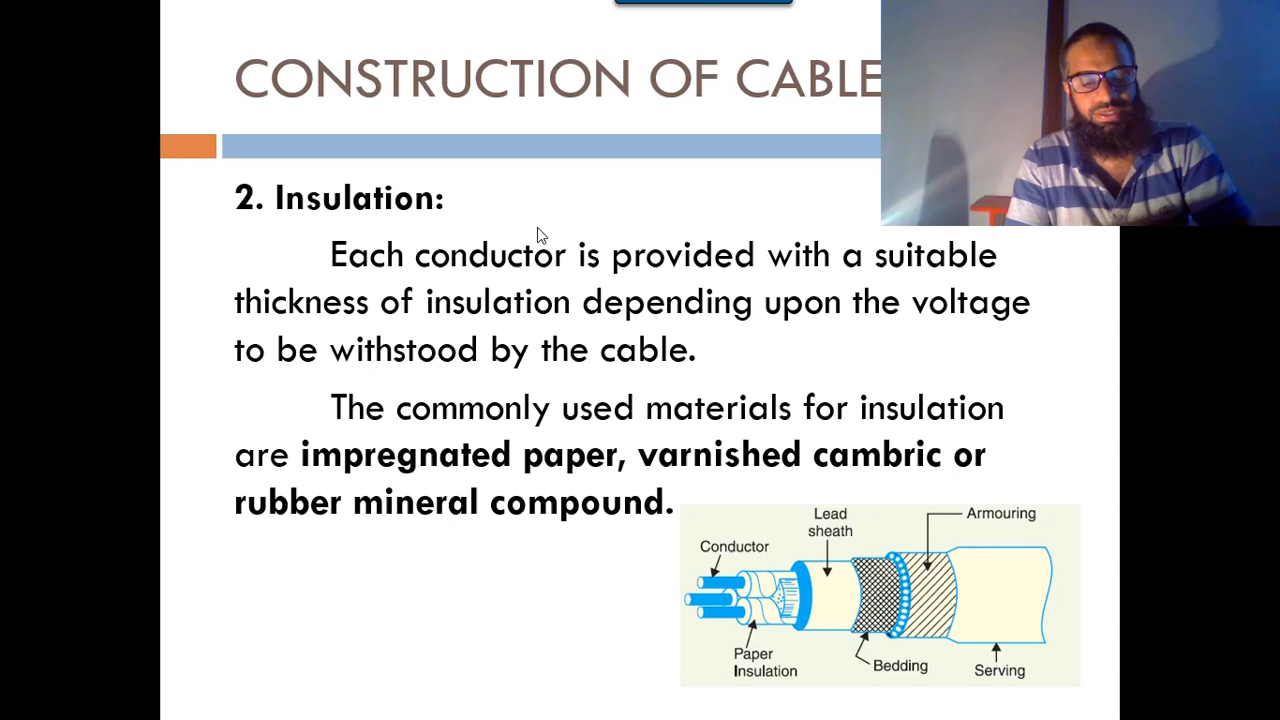 CONSTRUCTION OF CABLE
2. Insulation:
Each conductor is provided with a suitable
thickness of insulation depending upon the voltage
to be withstood by the cable.
The commonly used materials for insulation
are impregnated paper, varnished cambric or
rubber mineral compound.
Lead
sheath
Armouring
Conductor
Paper
Insulation
Bedding
Serving